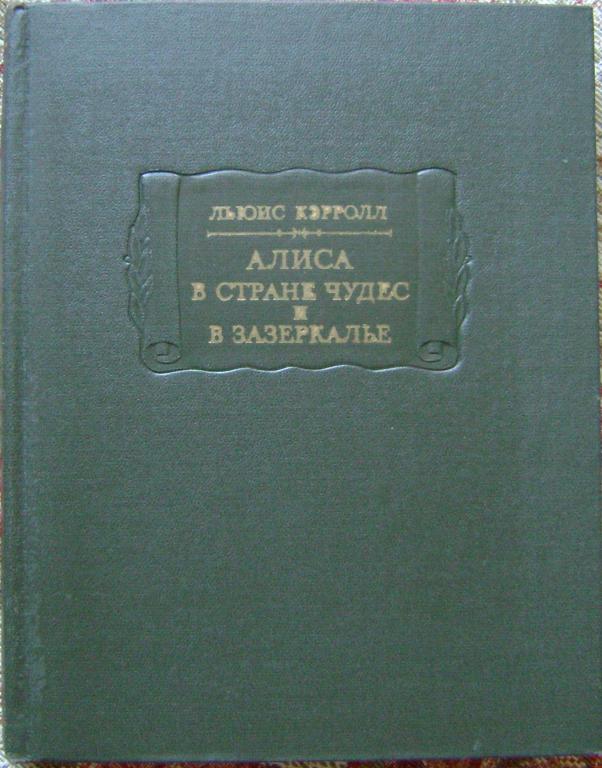 ЛЬЮИС КЭРРОЛЛ
АЛИСА
В СТРАНЕ ЧУДЕС
И
В ЗАЗЕРКАЛЬЕ